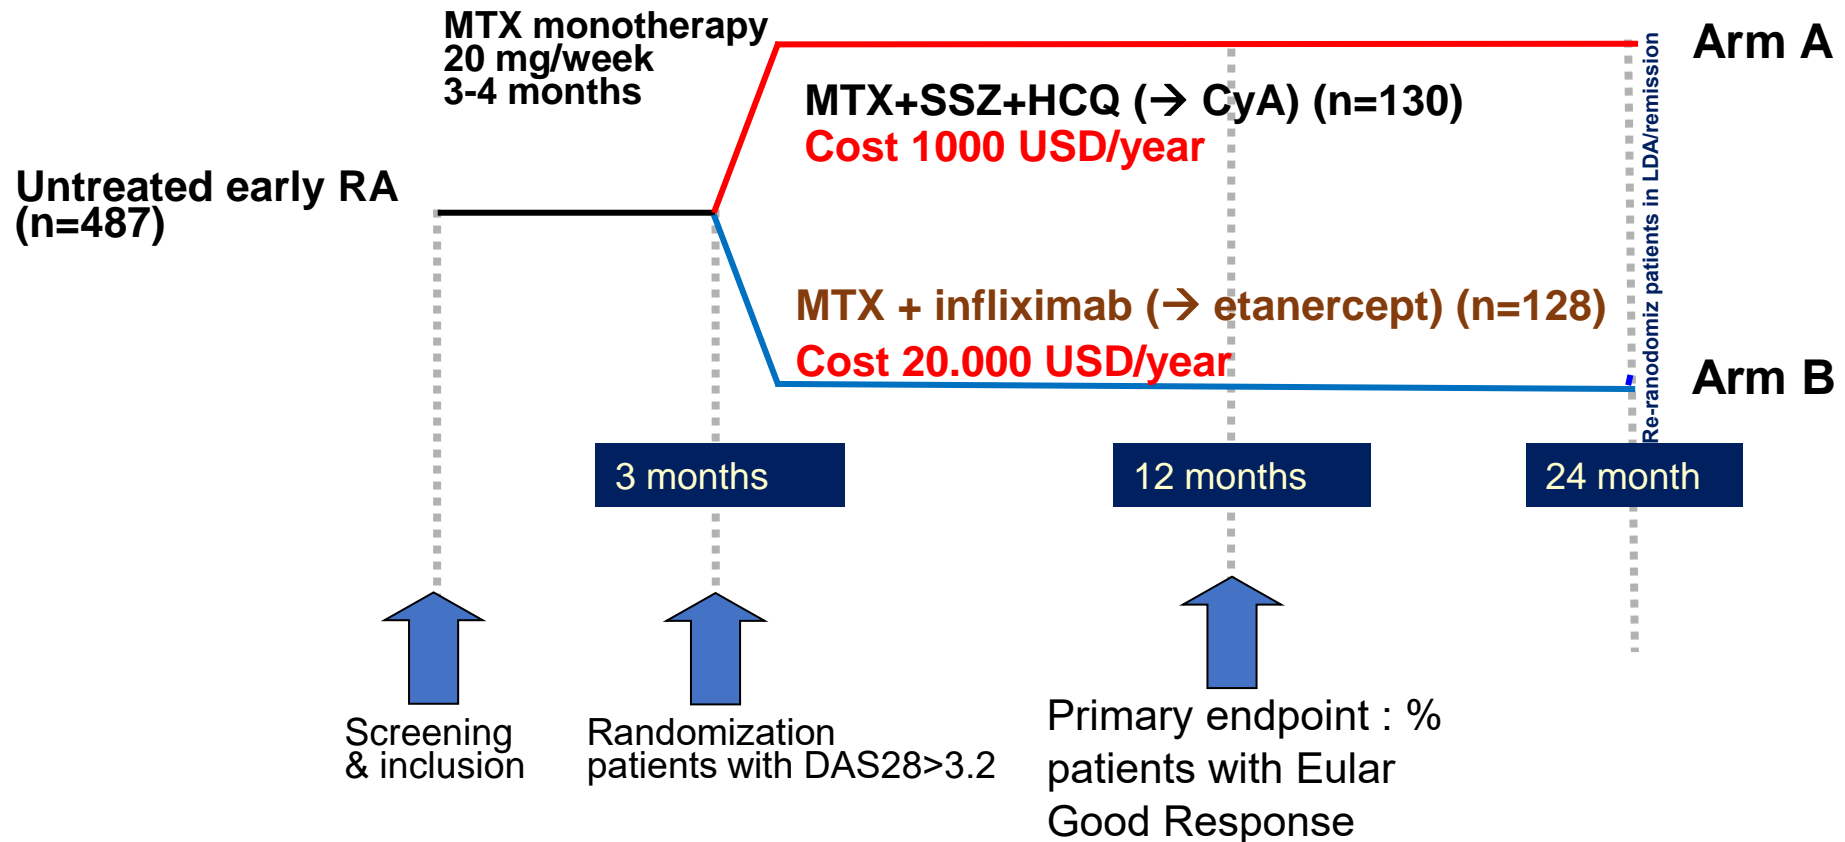 MTX monotherapy
20 mg/week
3-4 months
Arm A
MTX+SSZ+HCQ (→ CyA) (n=130)
Cost 1000 USD/year
Untreated early RA
(n=487)
MTX + infliximab (→ etanercept) (n=128)
Cost 20.000 USD/year
Arm B
Re-ranodomiz patients in LDA/remission
3 months
12 months
24 month
Screening
& inclusion
Randomization
patients with DAS28>3.2
Primary endpoint : %
patients with Eular
Good Response